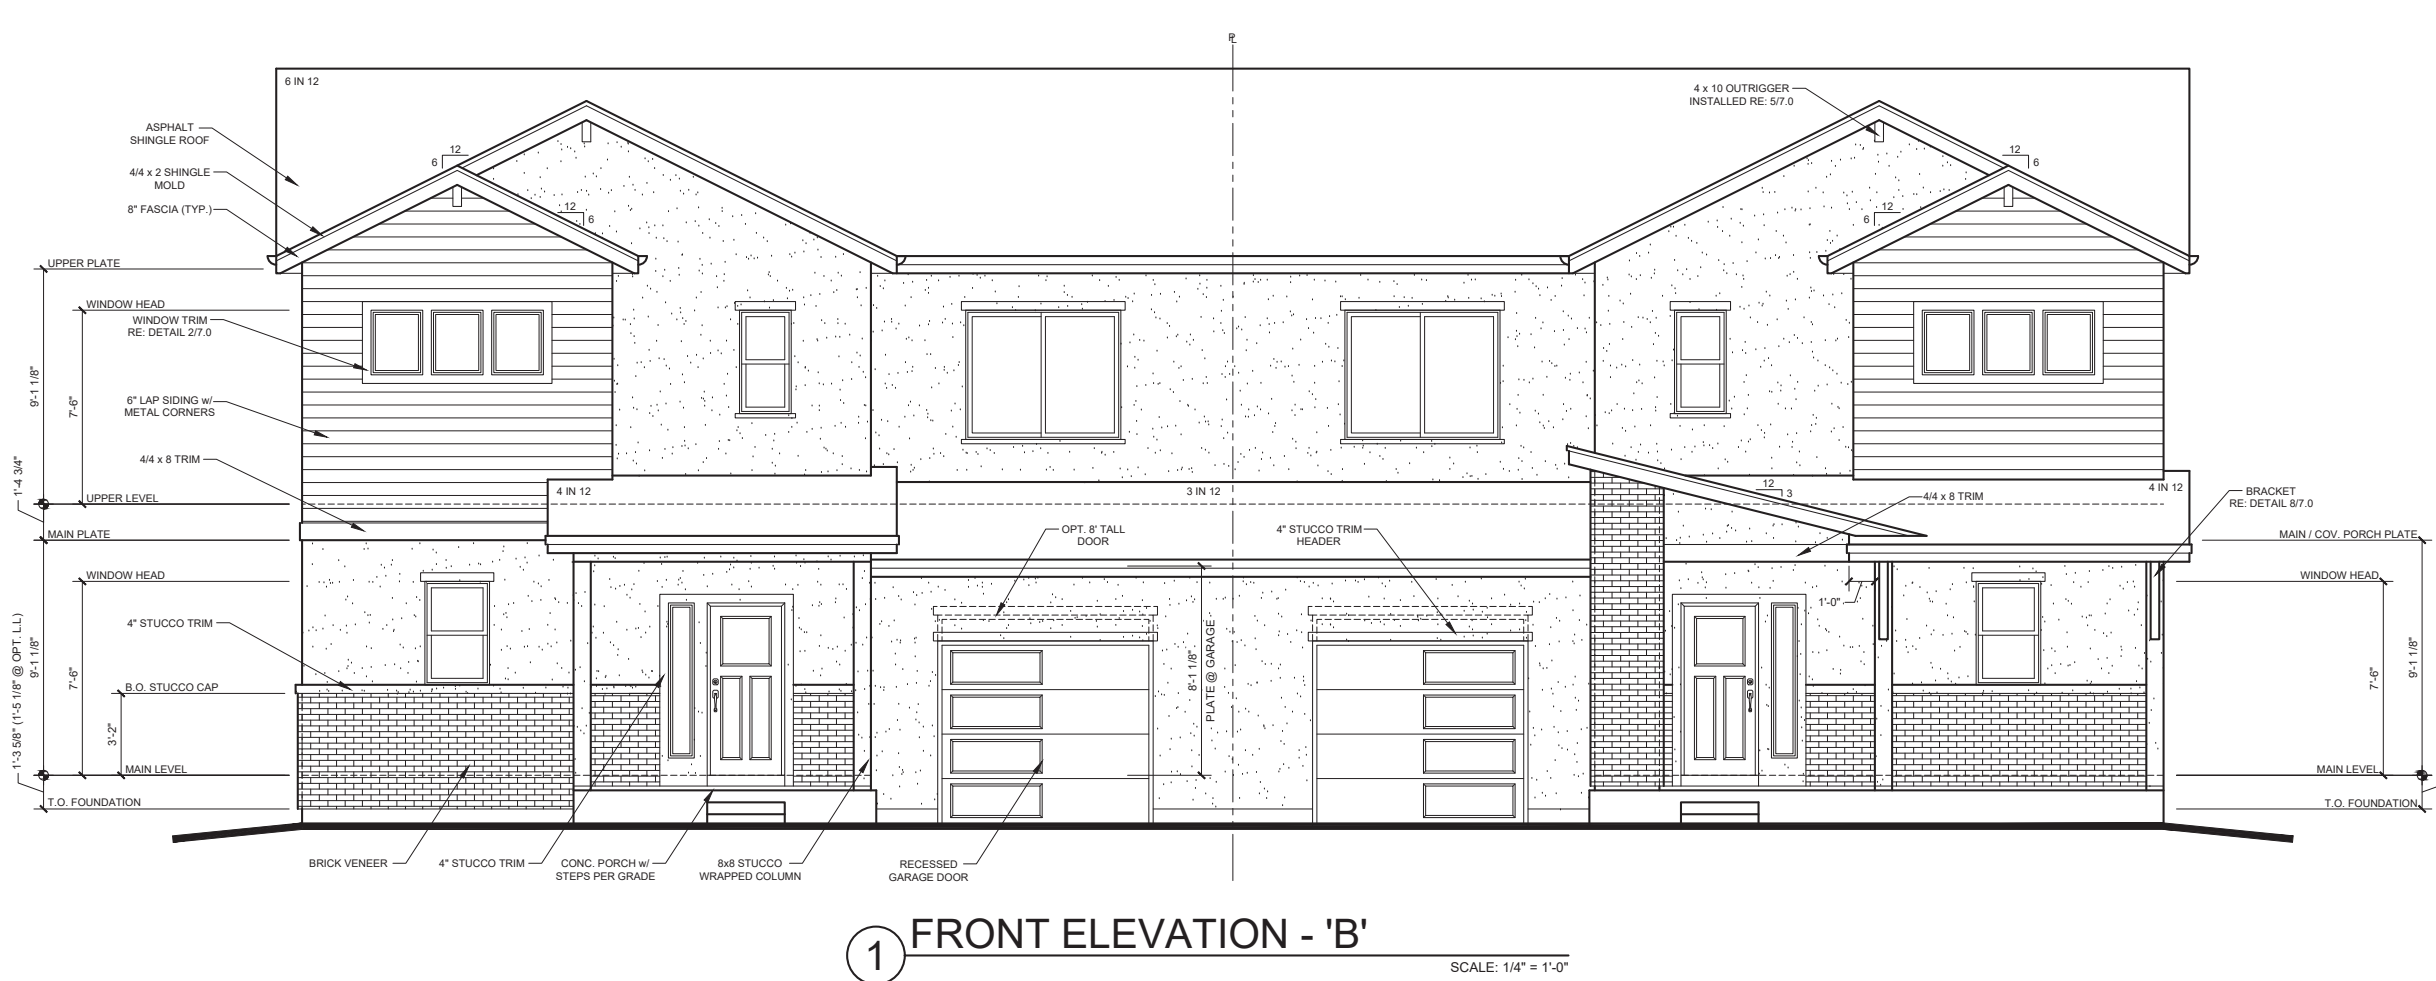 PL
6 IN 12
4 x 10 OUTRIGGER
INSTALLED RE: 5/7.0
ASPHALT
SHINGLE ROOF
12
6
12
6
4/4 x 2 SHINGLE
MOLD
8" FASCIA (TYP.)
12
6
12
6
UPPER PLATE
WINDOW HEAD
WINDOW TRIM
RE: DETAIL 2/7.0
9'-1 1/8"
7'-6"
6" LAP SIDING w/
METAL CORNERS
4/4 x 8 TRIM
1'-4 3/4"
UPPER LEVEL
4 IN 12
3 IN 12
12
3
4/4 x 8 TRIM
4 IN 12
BRACKET
RE: DETAIL 8/7.0
MAIN PLATE
OPT. 8' TALL
DOOR
4" STUCCO TRIM
HEADER
MAIN / COV. PORCH PLATE
WINDOW HEAD
WINDOW HEAD
1'-0"
4" STUCCO TRIM
8'-1 1/8"
PLATE @ GARAGE
1'-3 5/8" (1'-5 1/8" @ OPT. L.L)
9'-1 1/8"
7'-6"
7'-6"
9'-1 1/8"
B.O. STUCCO CAP
3'-2"
MAIN LEVEL
MAIN LEVEL
T.O. FOUNDATION
T.O. FOUNDATION
BRICK VENEER
4" STUCCO TRIM
CONC. PORCH w/
STEPS PER GRADE
8x8 STUCCO
WRAPPED COLUMN
RECESSED
GARAGE DOOR
1
FRONT ELEVATION - 'B'
SCALE: 1/4" = 1'-0"